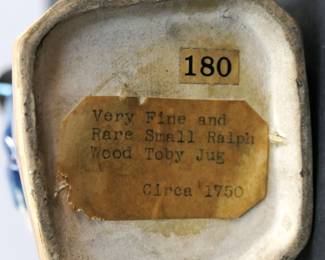 180
Very Fine and
Rare Small Ralph
Wood Toby Jug
Circa 1750